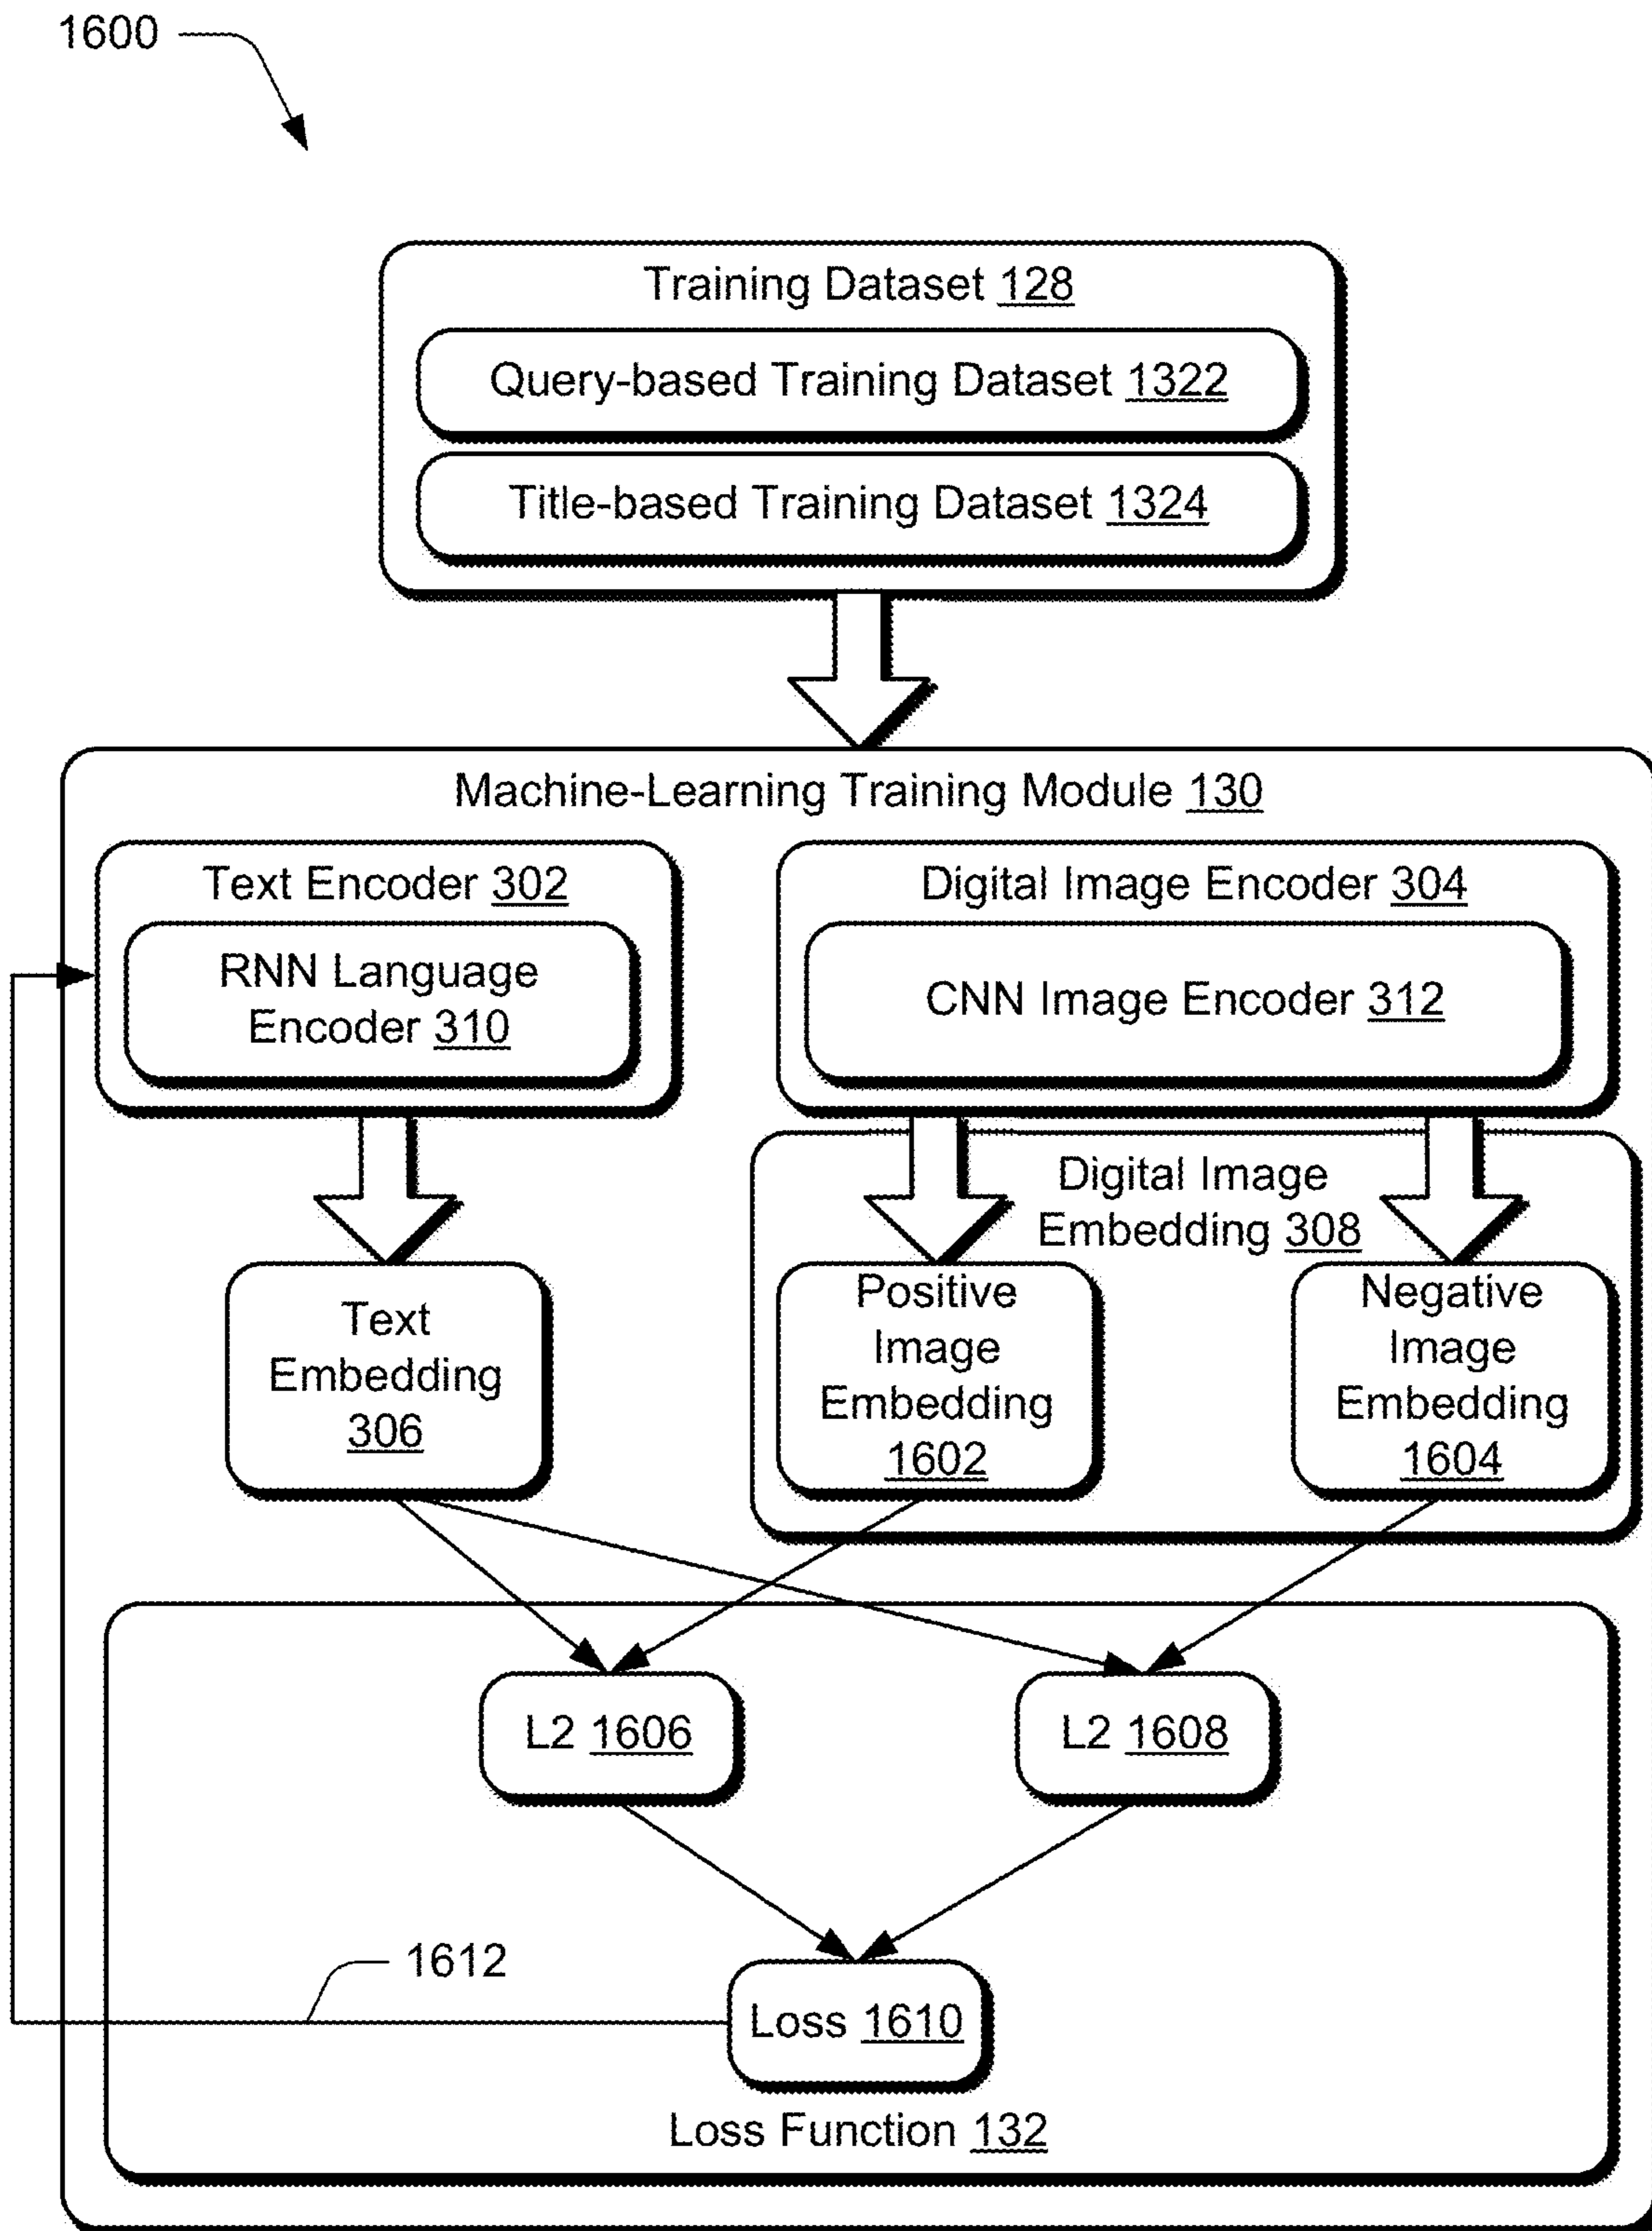 1600
Training Dataset 128
Query-based Training Dataset 1322
Title-based Training Dataset 1324
Machine-Learning Training Module 130
Text Encoder 302
RNN Language
Encoder 310
Digital Image Encoder 304
CNN Image Encoder 312
Digital Image
Embedding 308
Text
Embedding
306
Positive
Image
Embedding
1602
Negative
Image
Embedding
1604
L2 1606
L2 1608
1612
Loss 1610
Loss Function 132